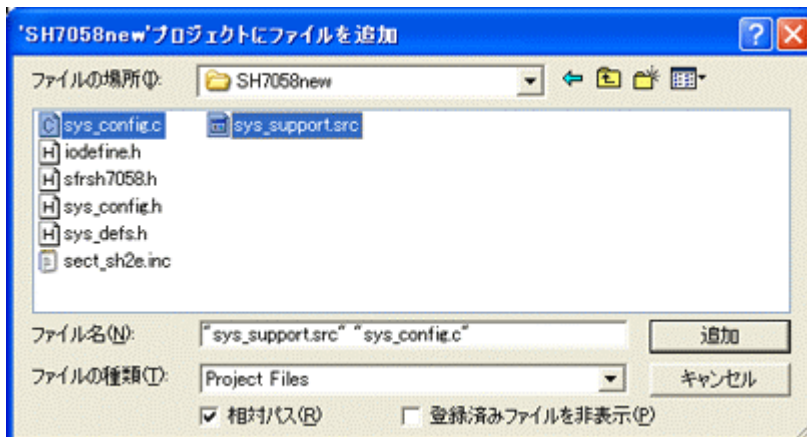 'SH7058new'プロジェクトにファイルを追加
ファイルの場所(I): SH7058new
sys_config.c sys_support.src
iodefine.h
sfrsh7058.h
sys_config.h
sys_defs.h
sect_sh2e.inc
ファイル名(N): "sys_support.src" "sys_config.c" 追加
ファイルの種類(T): Project Files キャンセル
相対パス(R) 登録済みファイルを非表示(P)